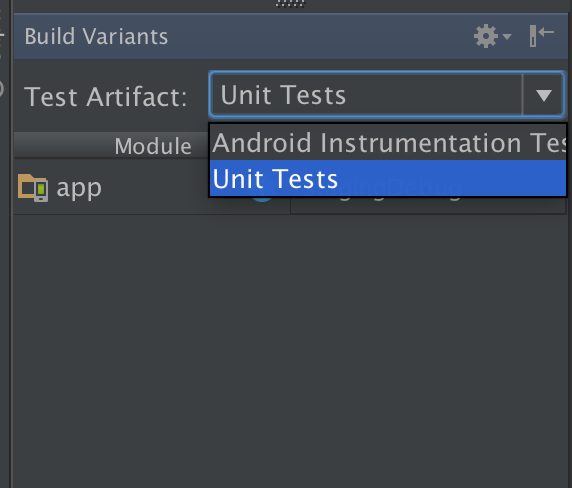 Build Variants
Test Artifact:
Unit Tests
Module
Android Instrumentation Tes
Unit Tests
app